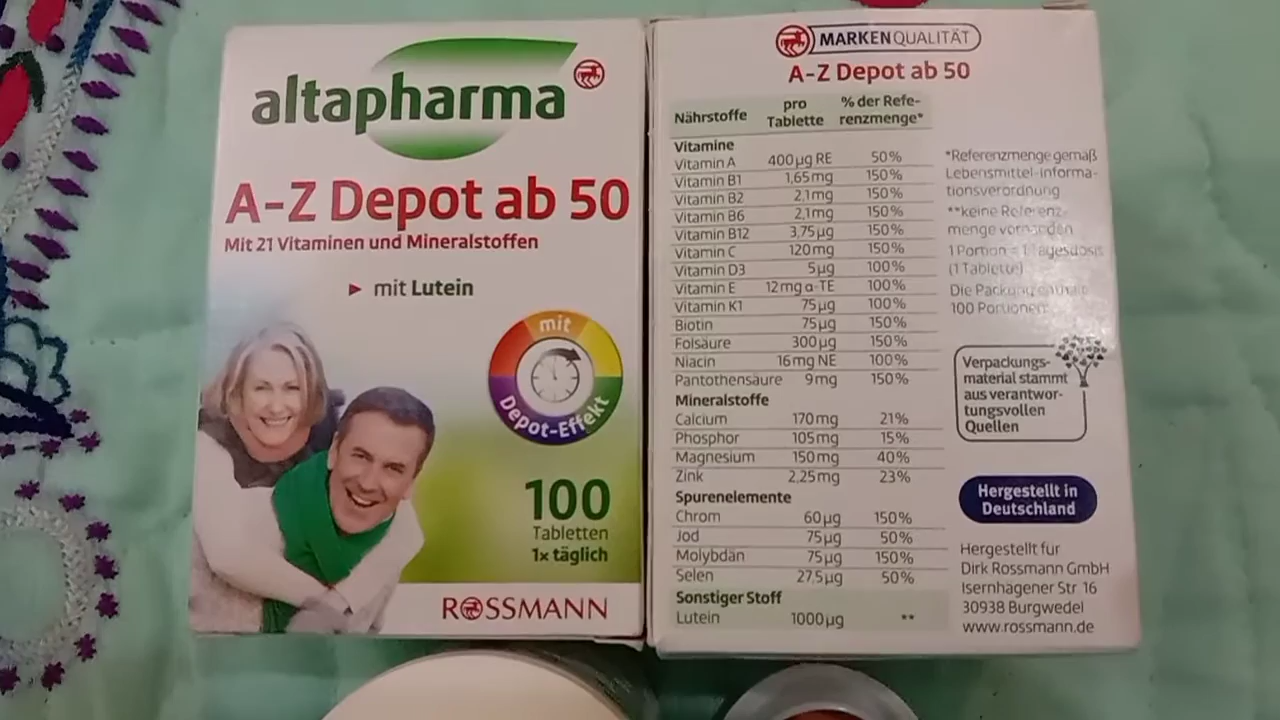 altapharma
A-Z Depot ab 50
Mit 21 Vitaminen und Mineralstoffen
mit Lutein
mit
Depot-Effekt
100
Tabletten
1x täglich
ROSSMANN
MARKENQUALITÄT
A-Z Depot ab 50
Nährstoffe pro Tablette % der Referenzmenge*
Vitamine
Vitamin A 400 µg RE 50%
Vitamin B1 1,65 mg 150%
Vitamin B2 2,1 mg 150%
Vitamin B6 2,1 mg 150%
Vitamin B12 3,75 µg 150%
Vitamin C 120 mg 150%
Vitamin D3 5 µg 100%
Vitamin E 12 mg α-TE 100%
Vitamin K1 75 µg 100%
Biotin 75 µg 150%
Folsäure 300 µg 150%
Niacin 16 mg NE 100%
Pantothensäure 9 mg 150%
Mineralstoffe
Calcium 170 mg 21%
Phosphor 105 mg 15%
Magnesium 150 mg 40%
Zink 2,25 mg 23%
Spurenelemente
Chrom 60 µg 150%
Jod 75 µg 50%
Molybdän 75 µg 150%
Selen 27,5 µg 50%
Sonstiger Stoff
Lutein 1000 µg **
*Referenzmenge gemäß
Lebensmittel-Informa-
tionsverordnung
**keine Referenz-
menge vorhanden
1 Portion = 1 Tagesdosis
(1 Tablette)
Die Packung enthält
100 Portionen
Verpackungs-
material stammt
aus verantwor-
tungsvollen
Quellen
Hergestellt in
Deutschland
Hergestellt für
Dirk Rossmann GmbH
Isernhagener Str. 16
30938 Burgwedel
www.rossmann.de